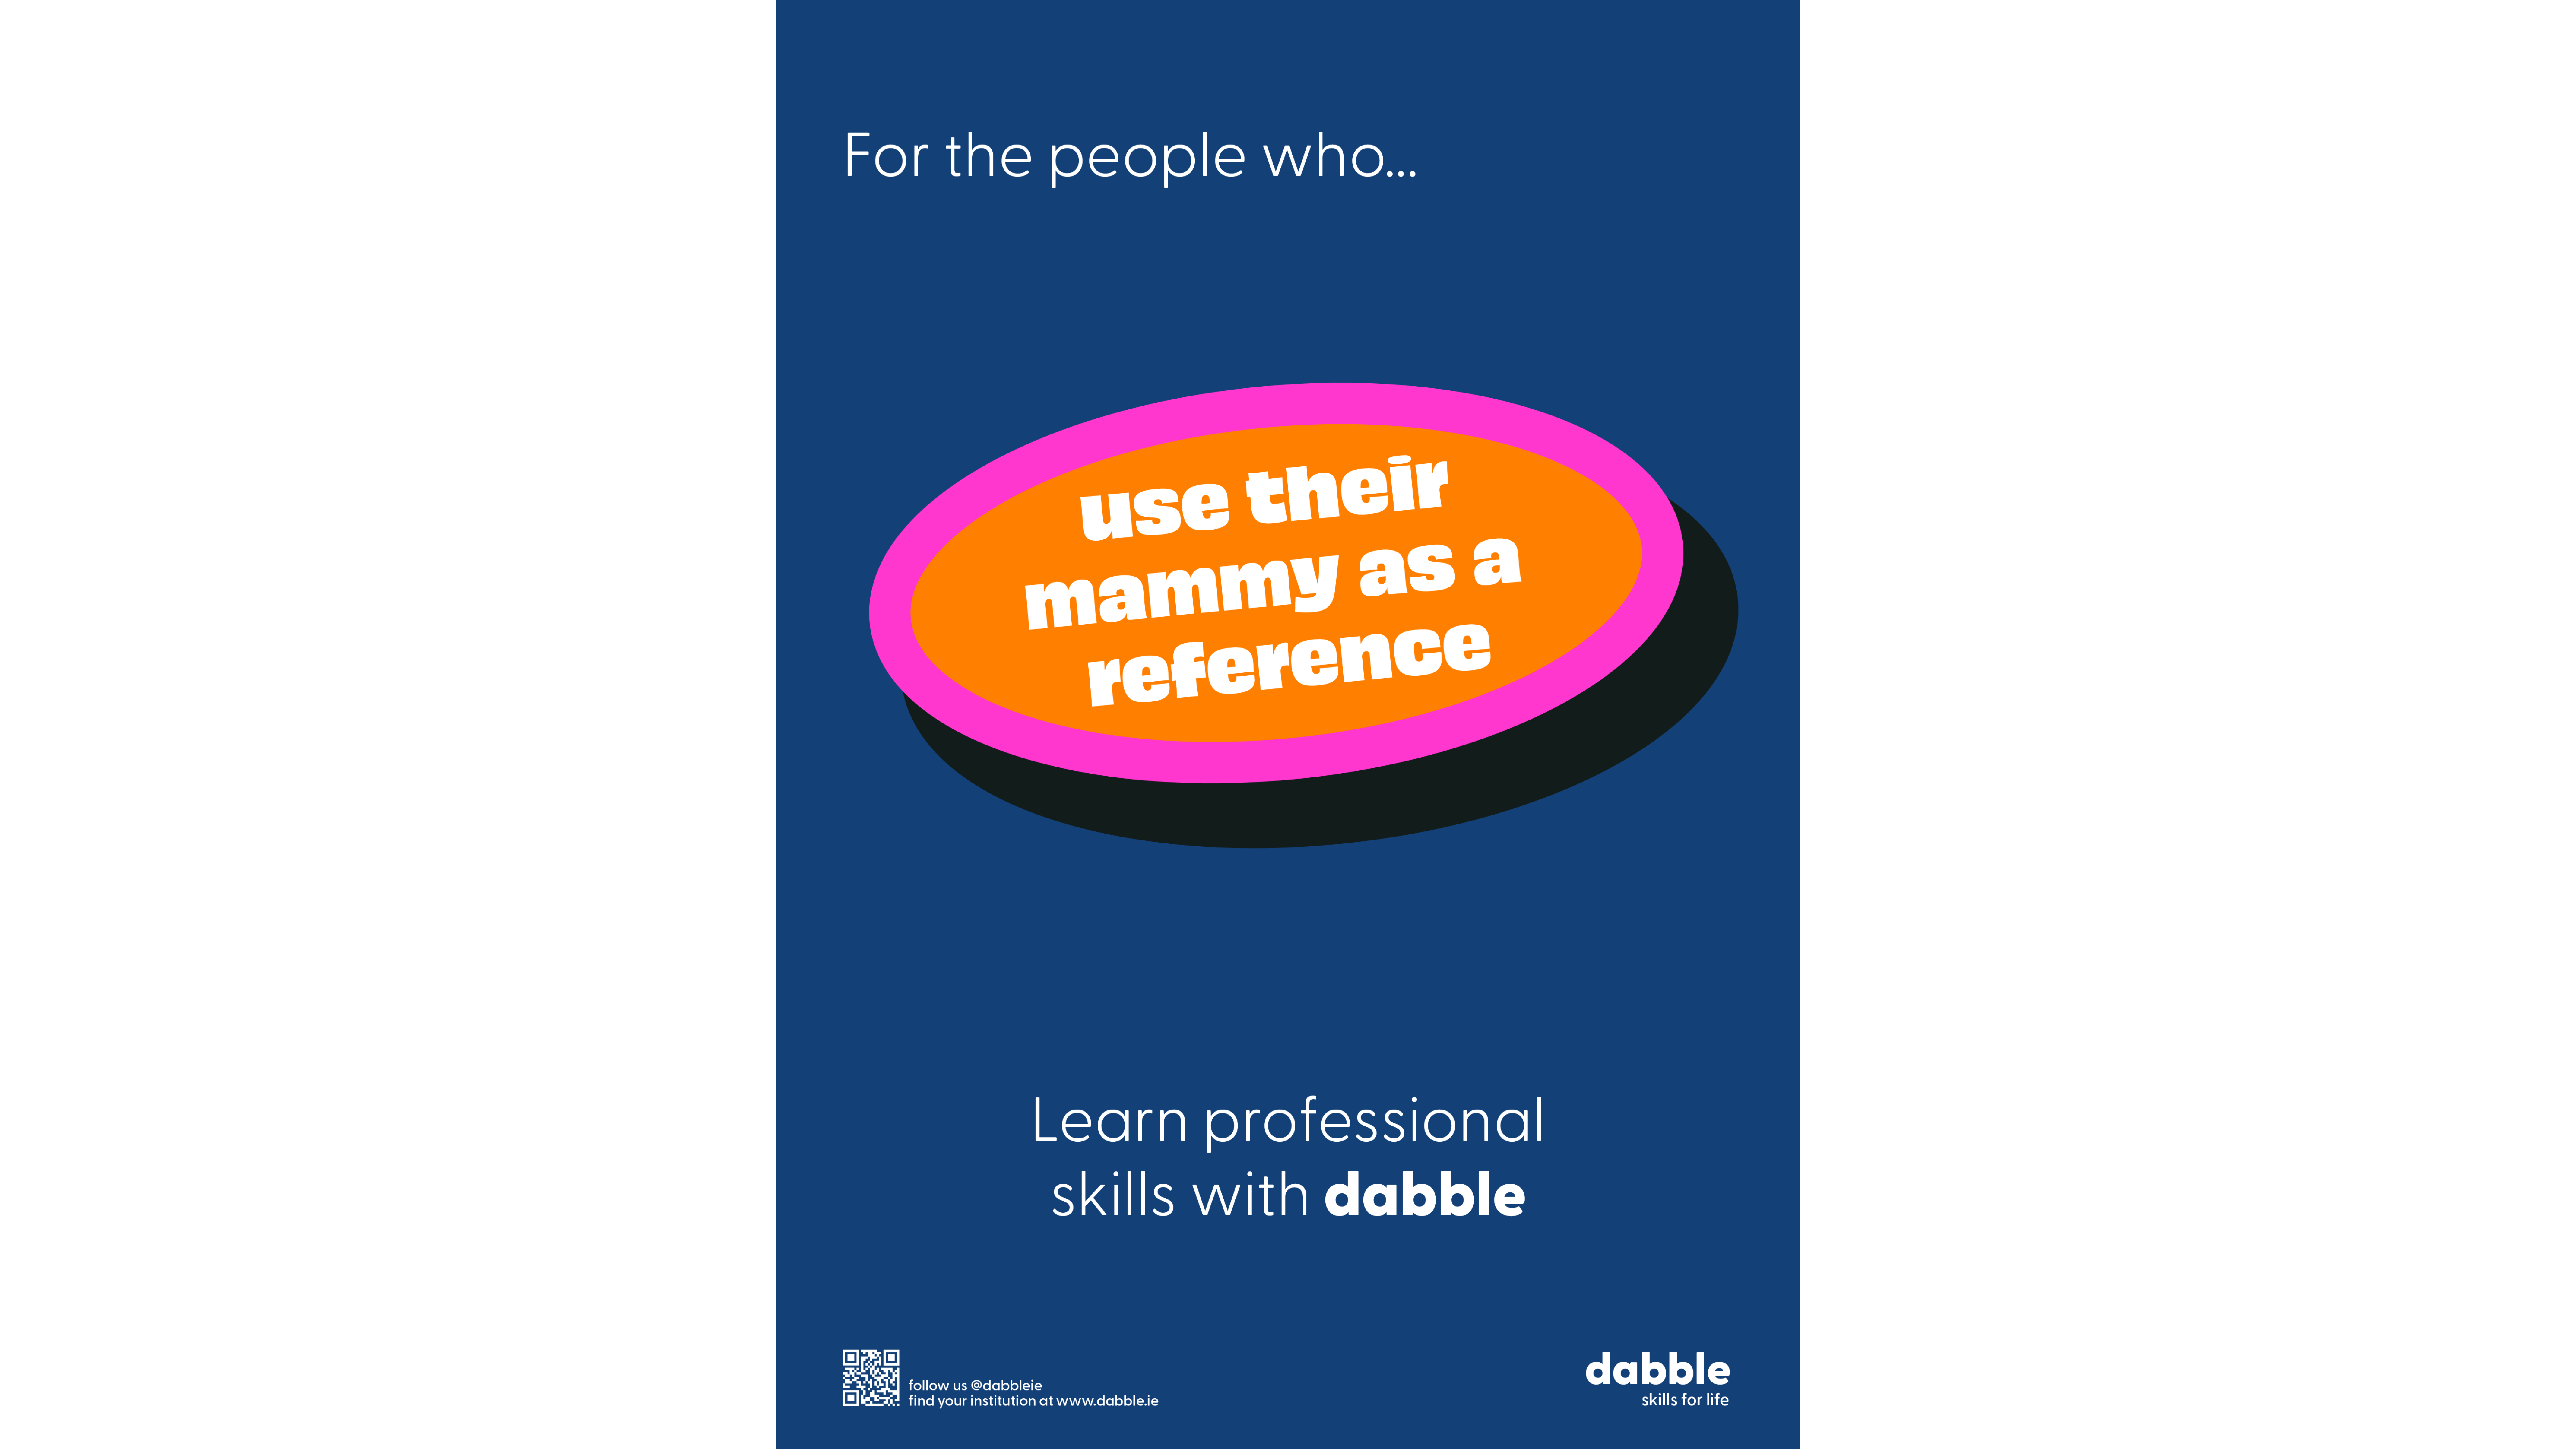 For the people who...
use their
mammy as a
reference
Learn professional
skills with dabble
follow us @dabbleie
find your institution at www.dabble.ie
dabble
skills for life